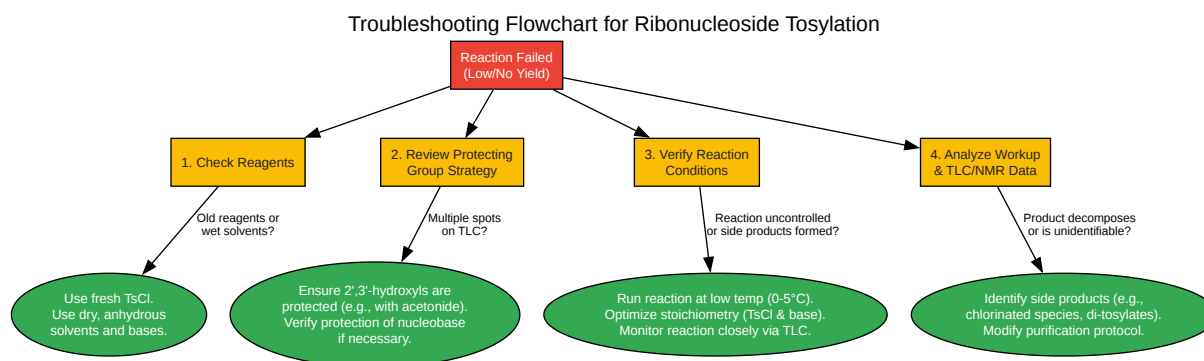 Troubleshooting Flowchart for Ribonucleoside Tosylation
Reaction Failed
(Low/No Yield)
1. Check Reagents
2. Review Protecting
Group Strategy
3. Verify Reaction
Conditions
4. Analyze Workup
& TLC/NMR Data
Old reagents or
wet solvents?
Multiple spots
on TLC?
Reaction uncontrolled
or side products formed?
Product decomposes
or is unidentifiable?
Use fresh TsCl.
Use dry, anhydrous
solvents and bases.
Ensure 2',3'-hydroxyls are
protected (e.g., with acetonide).
Verify protection of nucleobase
if necessary.
Run reaction at low temp (0-5°C).
Optimize stoichiometry (TsCl & base).
Monitor reaction closely via TLC.
Identify side products (e.g.,
chlorinated species, di-tosylates).
Modify purification protocol.